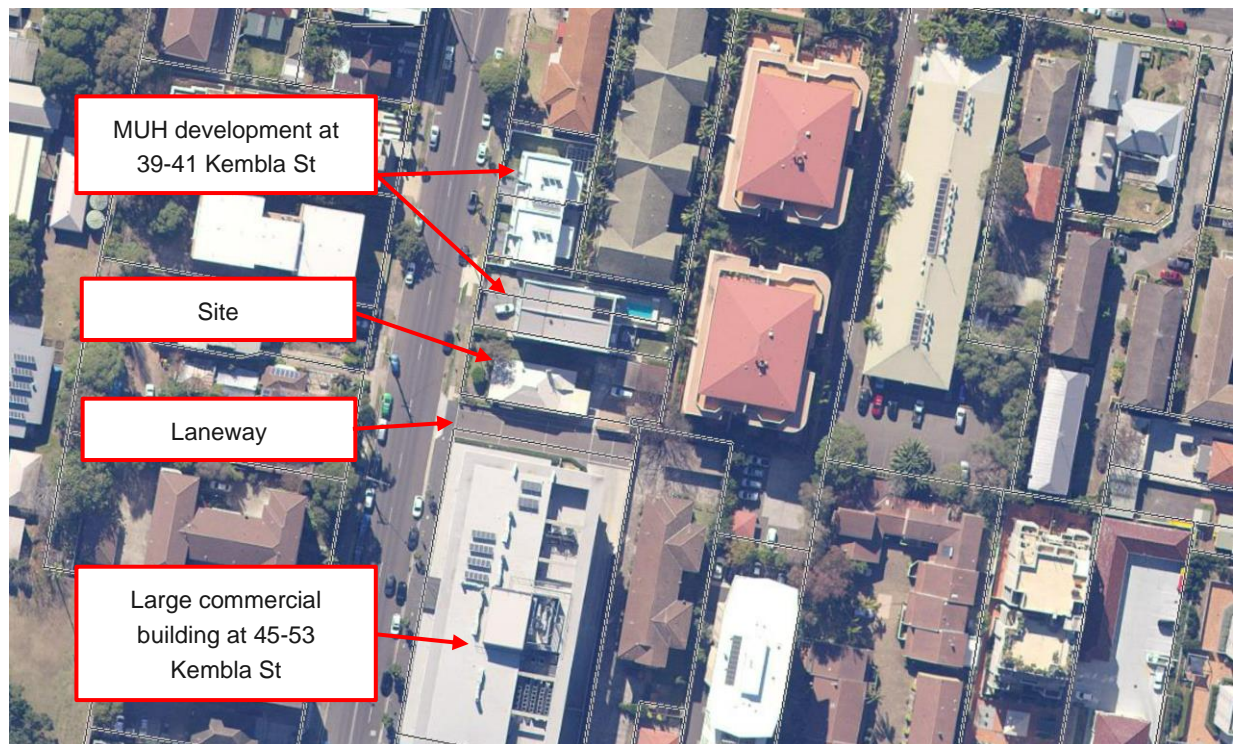 MUH development at
39-41 Kembla St
Site
Laneway
Large commercial
building at 45-53
Kembla St